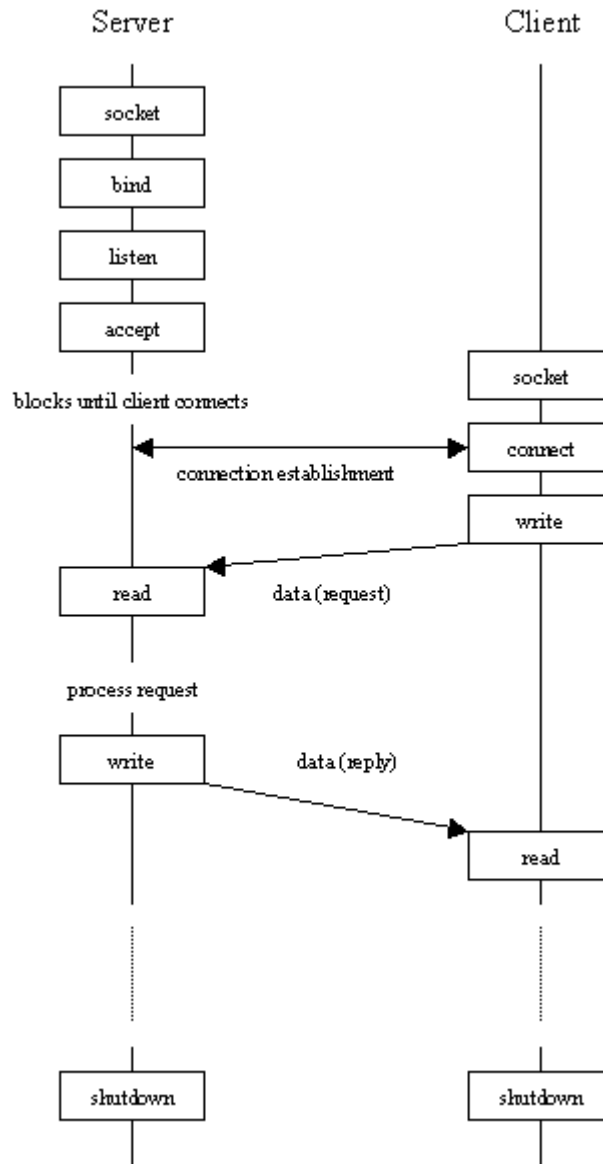 Server
Client
socket
bind
listen
accept
blocks until client connects
socket
connect
connection establishment
write
data (request)
read
process request
write
data (reply)
read
shutdown
shutdown